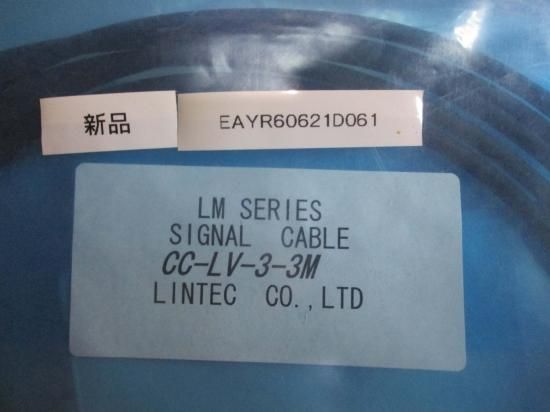 新品
EAYR60621D061
LM SERIES
SIGNAL CABLE
CC-LV-3-3M
LINTEC CO.,LTD